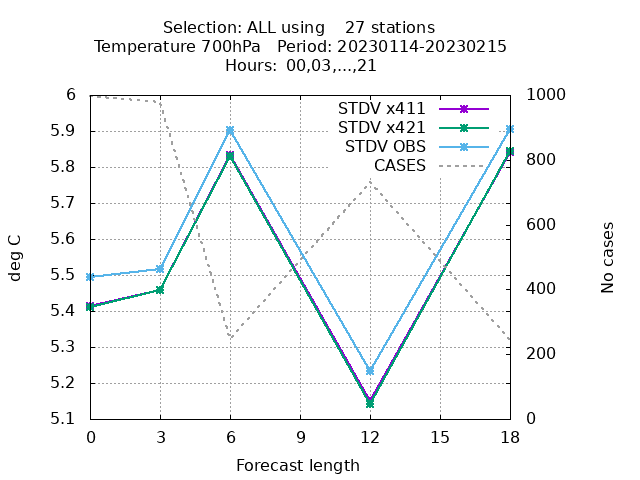 Selection: ALL using    27 stations
Temperature 700hPa   Period: 20230114-20230215
Hours: 00,03,...,21
STDV x411
STDV x421
STDV OBS
CASES
6
5.9
5.8
5.7
5.6
5.5
5.4
5.3
5.2
5.1
deg C
1000
800
600
400
200
0
No cases
0 3 6 9 12 15 18
Forecast length